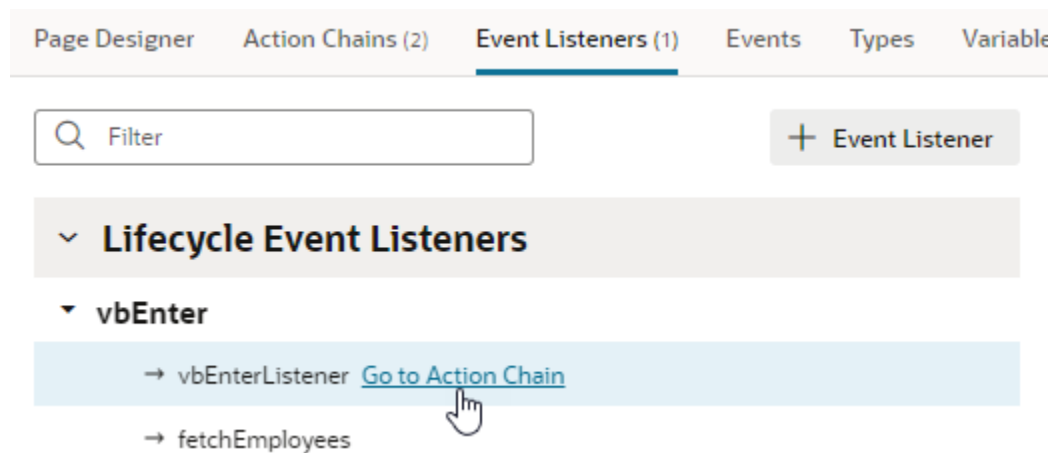 Page Designer Action Chains (2) Event Listeners (1) Events Types Variable
Filter + Event Listener
Lifecycle Event Listeners
vbEnter
→ vbEnterListener Go to Action Chain
→ fetchEmployees